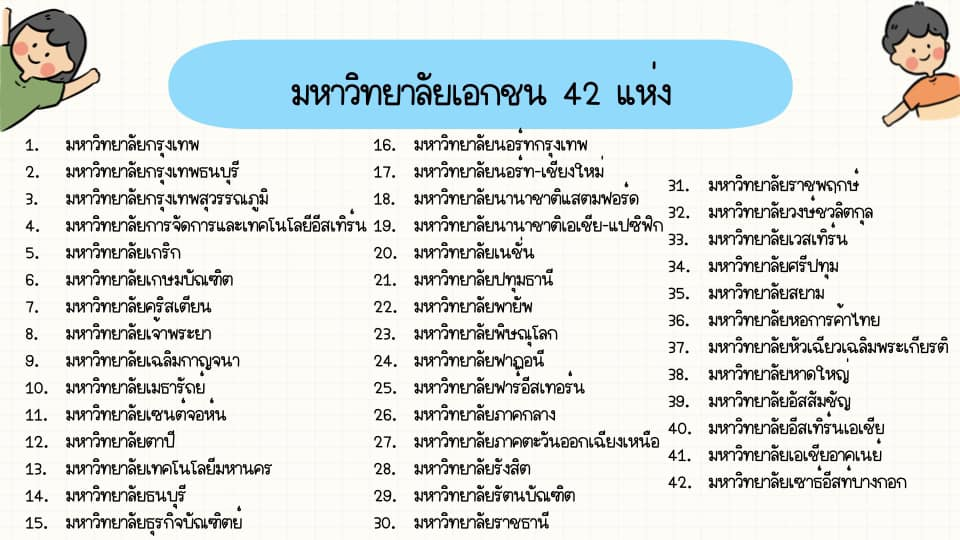 มหาวิทยาลัยเอกชน 42 แห่ง
1. มหาวิทยาลัยกรุงเทพ
2. มหาวิทยาลัยกรุงเทพธนบุรี
3. มหาวิทยาลัยกรุงเทพสุวรรณภูมิ
4. มหาวิทยาลัยการจัดการและเทคโนโลยีอีสเทิร์น
5. มหาวิทยาลัยเกริก
6. มหาวิทยาลัยเกษมบัณฑิต
7. มหาวิทยาลัยคริสเตียน
8. มหาวิทยาลัยเจ้าพระยา
9. มหาวิทยาลัยเฉลิมกาญจนา
10. มหาวิทยาลัยเมธารัถย์
11. มหาวิทยาลัยเซนต์จอห์น
12. มหาวิทยาลัยตาปี
13. มหาวิทยาลัยเทคโนโลยีมหานคร
14. มหาวิทยาลัยธนบุรี
15. มหาวิทยาลัยธุรกิจบัณฑิตย์
16. มหาวิทยาลัยนอร์ทกรุงเทพ
17. มหาวิทยาลัยนอร์ท-เชียงใหม่
18. มหาวิทยาลัยนานาชาติแสตมฟอร์ด
19. มหาวิทยาลัยนานาชาติเอเชีย-แปซิฟิก
20. มหาวิทยาลัยเนชั่น
21. มหาวิทยาลัยปทุมธานี
22. มหาวิทยาลัยพายัพ
23. มหาวิทยาลัยพิษณุโลก
24. มหาวิทยาลัยฟาฏอนี
25. มหาวิทยาลัยฟาร์อีสเทอร์น
26. มหาวิทยาลัยภาคกลาง
27. มหาวิทยาลัยภาคตะวันออกเฉียงเหนือ
28. มหาวิทยาลัยรังสิต
29. มหาวิทยาลัยรัตนบัณฑิต
30. มหาวิทยาลัยราชธานี
31. มหาวิทยาลัยราชพฤกษ์
32. มหาวิทยาลัยวงษ์ชวลิตกุล
33. มหาวิทยาลัยเวสเทิร์น
34. มหาวิทยาลัยศรีปทุม
35. มหาวิทยาลัยสยาม
36. มหาวิทยาลัยหอการค้าไทย
37. มหาวิทยาลัยหัวเฉียวเฉลิมพระเกียรติ
38. มหาวิทยาลัยหาดใหญ่
39. มหาวิทยาลัยอัสสัมชัญ
40. มหาวิทยาลัยอีสเทิร์นเอเชีย
41. มหาวิทยาลัยเอเชียอาคเนย์
42. มหาวิทยาลัยเซาธ์อีสท์บางกอก